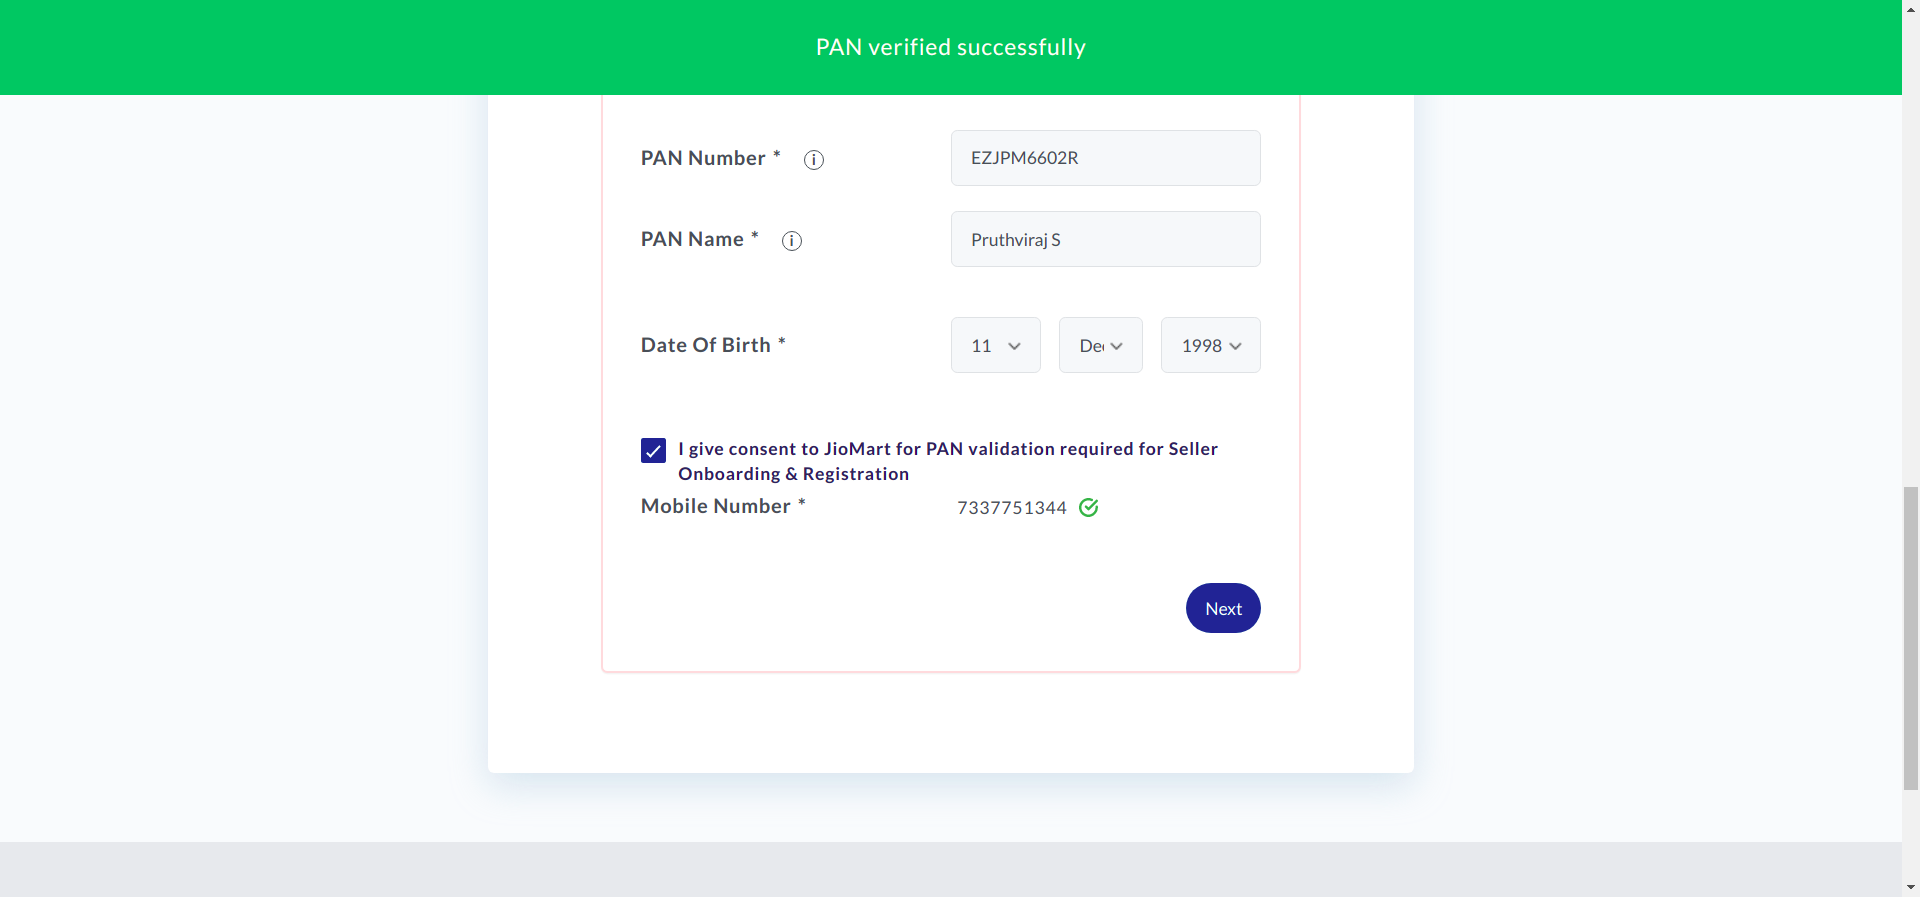 PAN verified successfully
PAN Number *
EZJPM6602R
PAN Name *
Pruthviraj S
Date Of Birth *
11 Dec 1998
I give consent to JioMart for PAN validation required for Seller
Onboarding & Registration
Mobile Number *
7337751344
Next